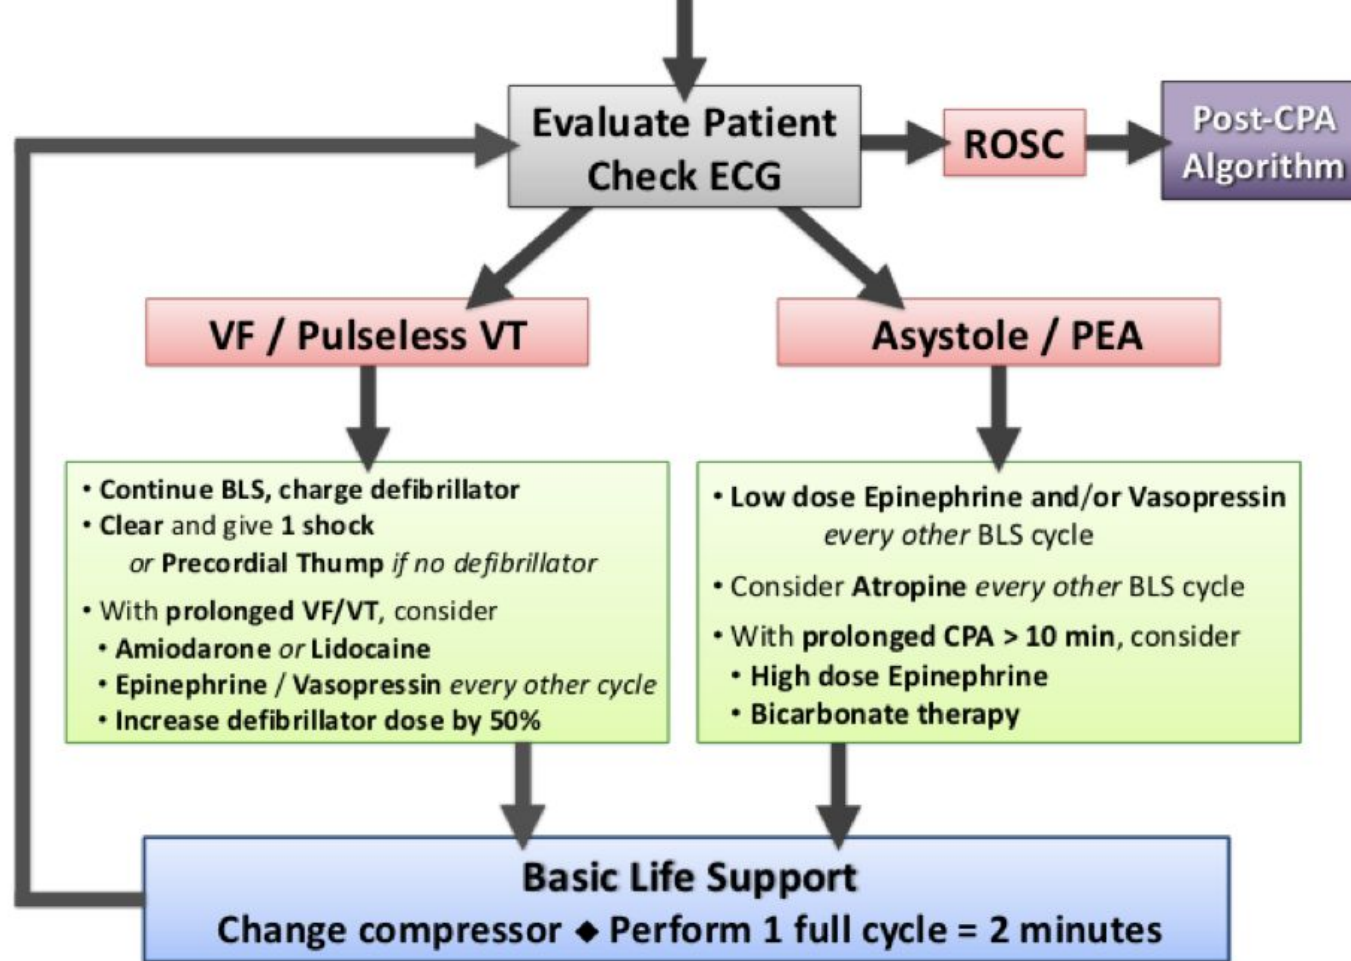 Evaluate Patient
Check ECG
ROSC
Post-CPA
Algorithm
VF / Pulseless VT
Asystole / PEA
• Continue BLS, charge defibrillator
• Clear and give 1 shock
or Precordial Thump if no defibrillator
• With prolonged VF/VT, consider
• Amiodarone or Lidocaine
• Epinephrine / Vasopressin every other cycle
• Increase defibrillator dose by 50%
• Low dose Epinephrine and/or Vasopressin
every other BLS cycle
• Consider Atropine every other BLS cycle
• With prolonged CPA > 10 min, consider
• High dose Epinephrine
• Bicarbonate therapy
Basic Life Support
Change compressor ◆ Perform 1 full cycle = 2 minutes